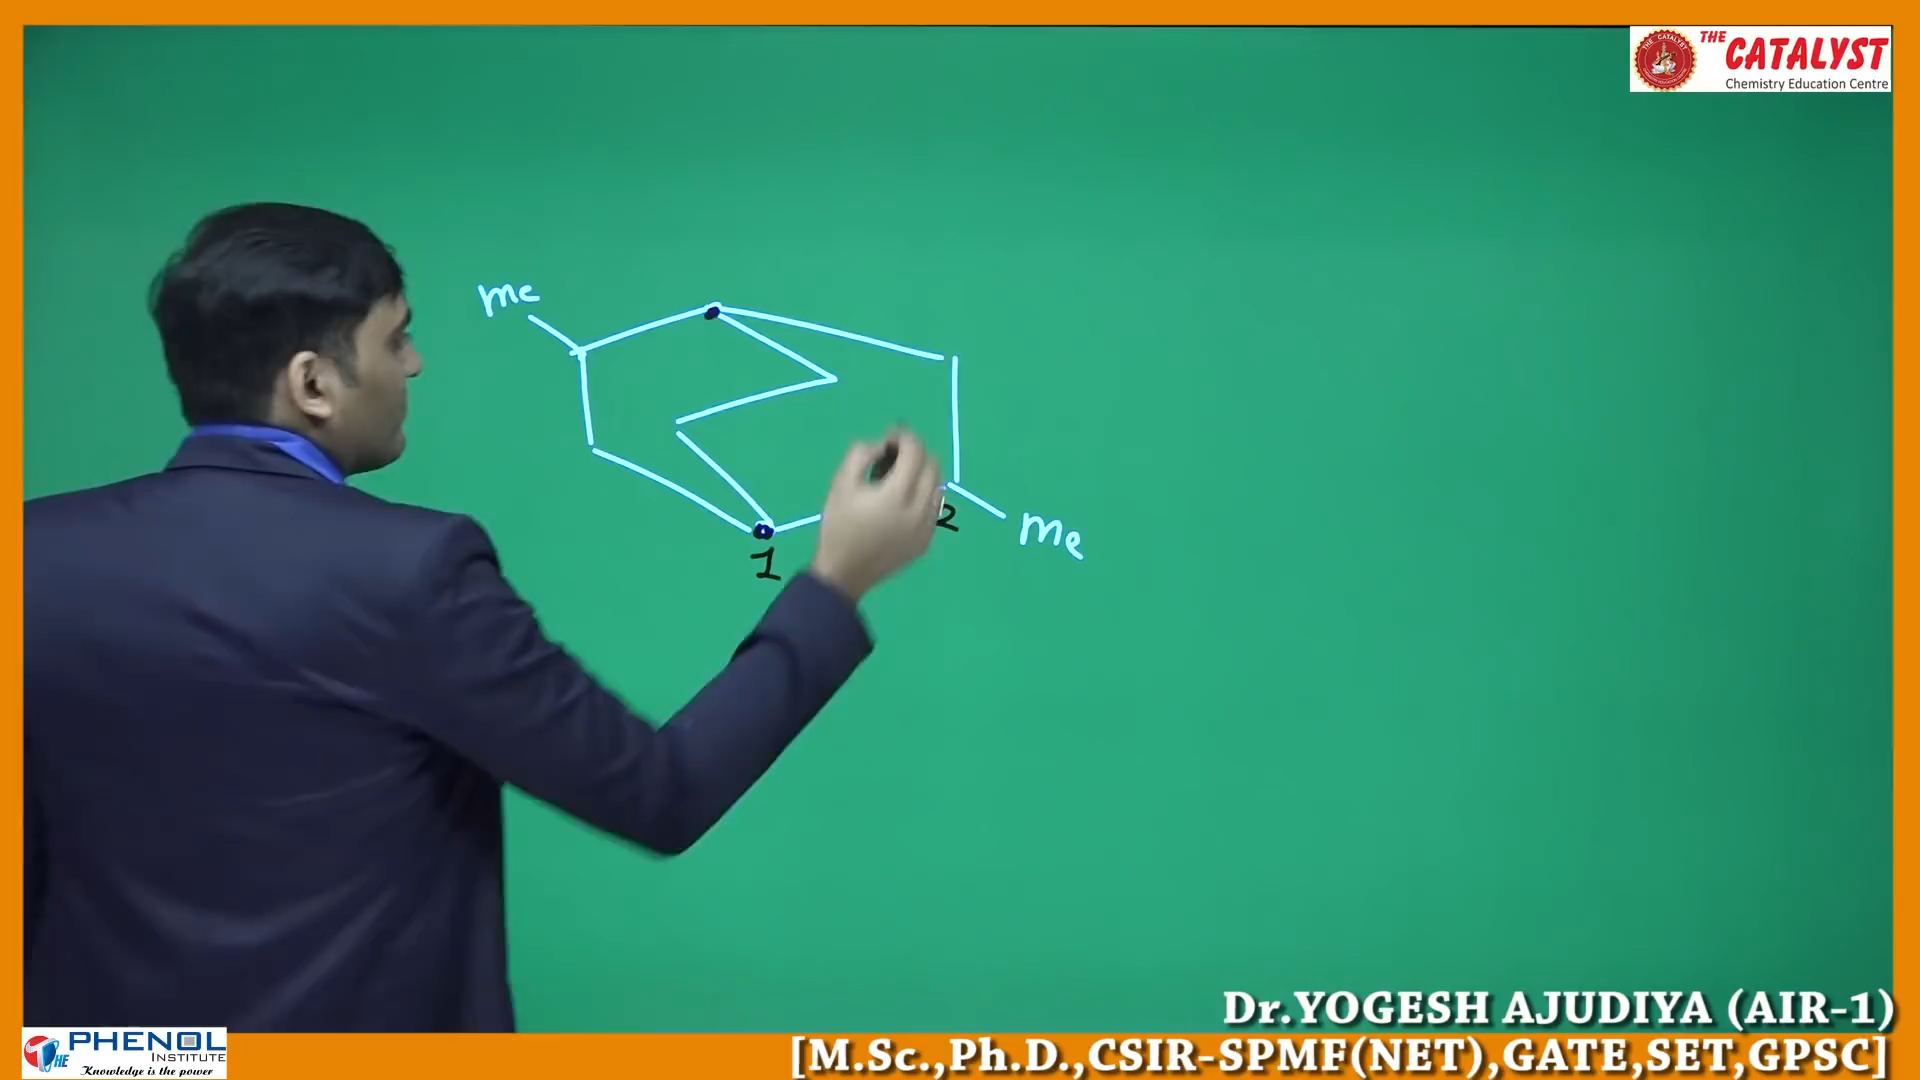 THE CATALYST
Chemistry Education Centre
me
2
me
1
Dr.YOGESH AJUDIYA (AIR-1)
[M.Sc.,Ph.D.,CSIR-SPMF(NET),GATE,SET,GPSC]
THE PHENOL
INSTITUTE
Knowledge is the power